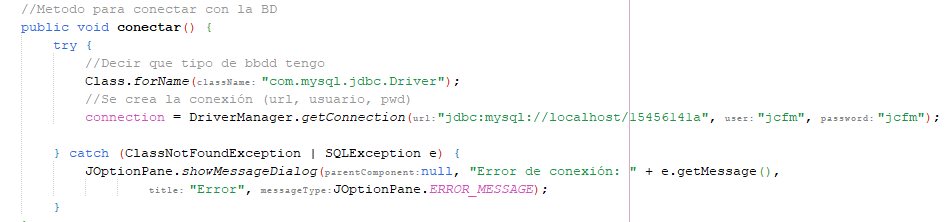 //Metodo para conectar con la BD
public void conectar() {
try {
//Decir que tipo de bbdd tengo
Class.forName(className: "com.mysql.jdbc.Driver");
//Se crea la conexión (url, usuario, pwd)
connection = DriverManager.getConnection(url:"jdbc:mysql://localhost/15456141a", user: "jcfm", password: "jcfm");
} catch (ClassNotFoundException | SQLException e) {
JOptionPane.showMessageDialog(parentComponent:null, "Error de conexión: " + e.getMessage(),
title: "Error", messageType:JOptionPane.ERROR_MESSAGE);
}